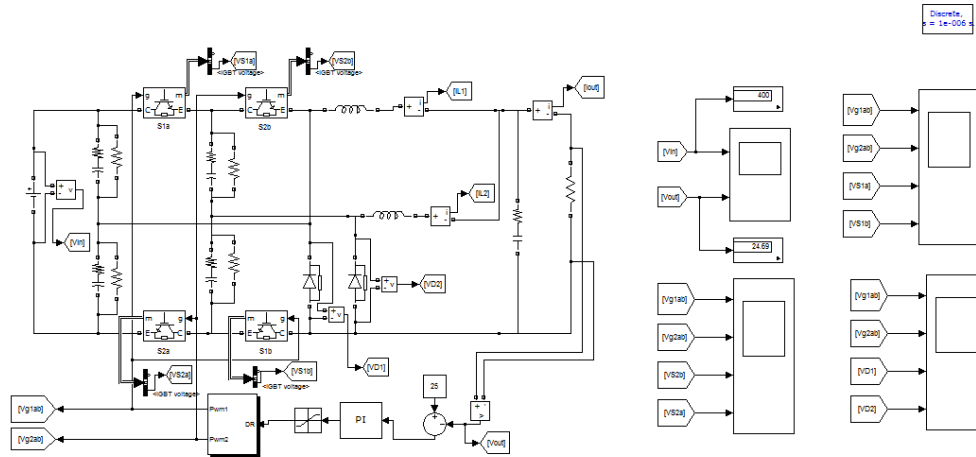 Discrete,
s = 1e-006 s.
[VS1a]
<IGBT voltage>
[VS2b]
<IGBT voltage>
[IL1]
[Iout]
g
m
C
E
S1a
g
m
C
E
S2b
i
+
-
i
+
-
400
[Vin]
[Vout]
24.69
[Vg1ab]
[Vg2ab]
[VS1a]
[VS1b]
+
-
v
[Vin]
[IL2]
i
+
-
+
-
v
[VD2]
+
-
v
[VD1]
m
g
E
C
S2a
m
g
E
C
S1b
[VS2a]
<IGBT voltage>
[VS1b]
<IGBT voltage>
[Vg1ab]
[Vg2ab]
[VS2b]
[VS2a]
[Vg1ab]
[Vg2ab]
[VD1]
[VD2]
[Vg1ab]
[Vg2ab]
Pwm1
Pwm2
DR
PI
25
+
-
+
-
v
[Vout]